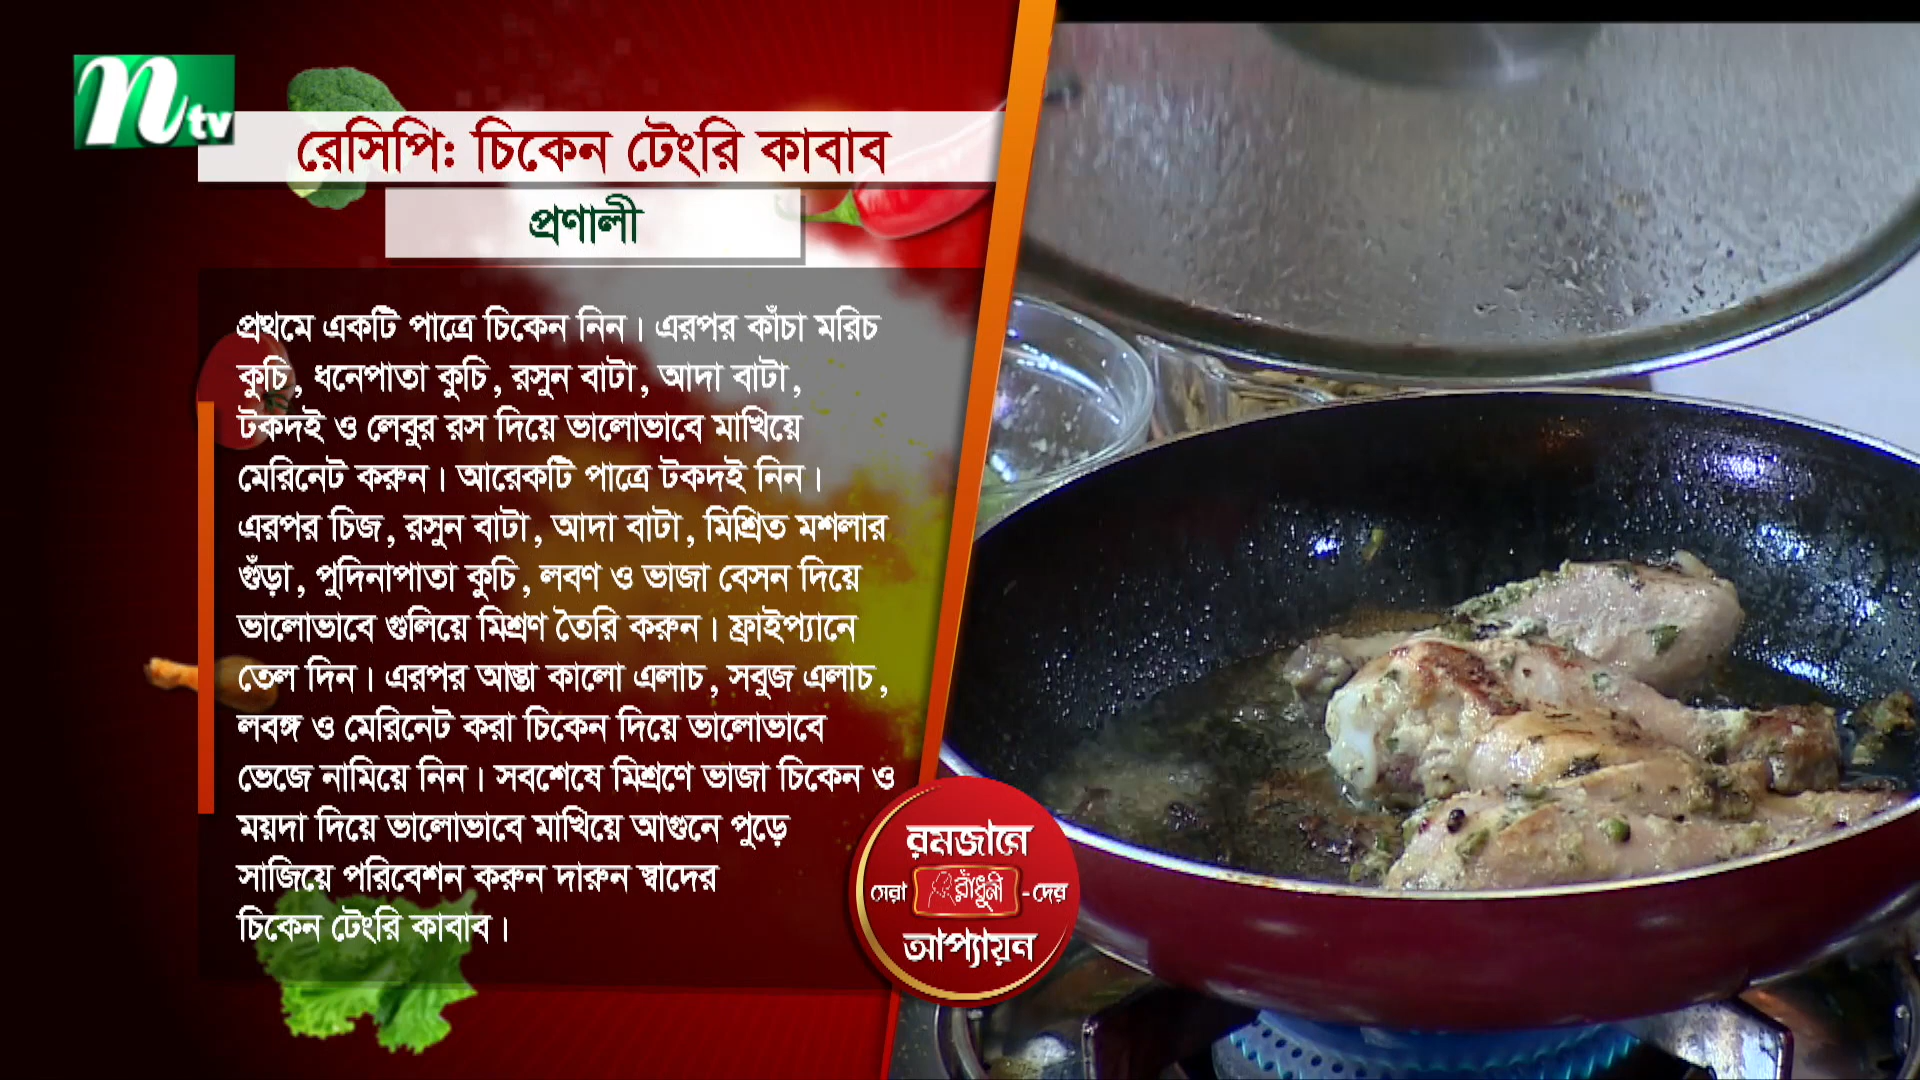 ntv
রেসিপি: চিকেন টেংরি কাবাব
প্রণালী
প্রথমে একটি পাত্রে চিকেন নিন। এরপর কাঁচা মরিচ
কুচি, ধনেপাতা কুচি, রসুন বাটা, আদা বাটা,
টকদই ও লেবুর রস দিয়ে ভালোভাবে মাখিয়ে
মেরিনেট করুন। আরেকটি পাত্রে টকদই নিন।
এরপর চিজ, রসুন বাটা, আদা বাটা, মিশ্রিত মশলার
গুঁড়া, পুদিনাপাতা কুচি, লবণ ও ভাজা বেসন দিয়ে
ভালোভাবে গুলিয়ে মিশ্রণ তৈরি করুন। ফ্রাইপ্যানে
তেল দিন। এরপর আস্তা কালো এলাচ, সবুজ এলাচ,
লবঙ্গ ও মেরিনেট করা চিকেন দিয়ে ভালোভাবে
ভেজে নামিয়ে নিন। সবশেষে মিশ্রণে ভাজা চিকেন ও
ময়দা দিয়ে ভালোভাবে মাখিয়ে আগুনে পুড়ে
সাজিয়ে পরিবেশন করুন দারুন স্বাদের
চিকেন টেংরি কাবাব।
রমজানে
সেরা রাঁধুনী -দের
আপ্যায়ন